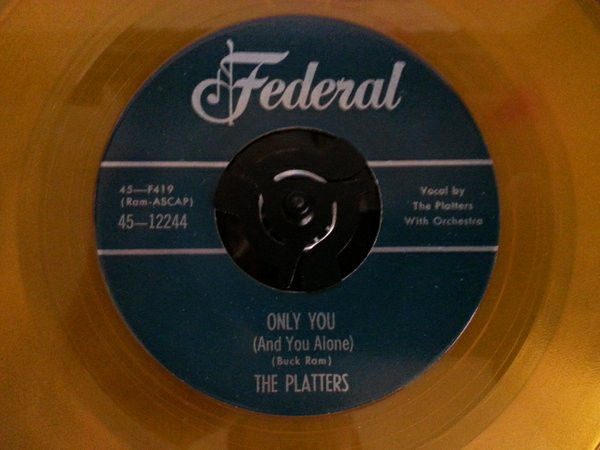 Federal
45—F419
(Ram-ASCAP)
45—12244
Vocal by
The Platters
With Orchestra
ONLY YOU
(And You Alone)
(Buck Ram)
THE PLATTERS